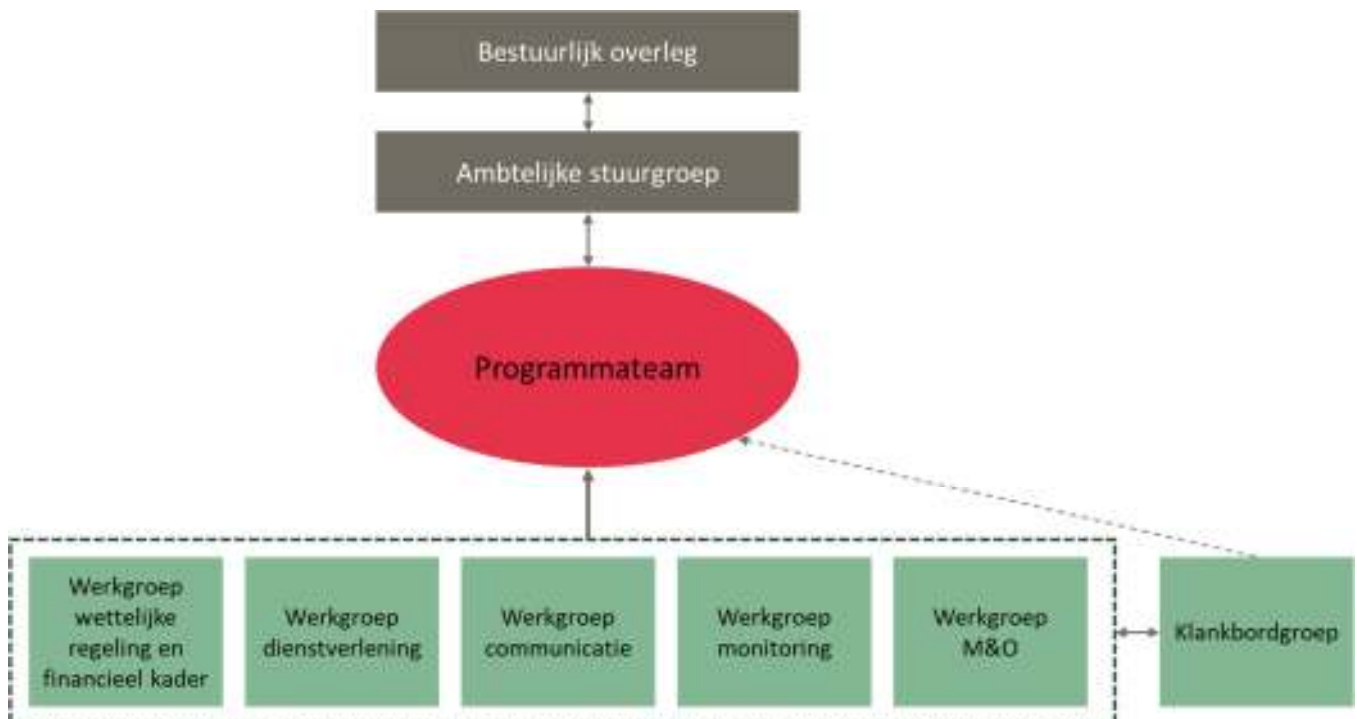 Bestuurlijk overleg
Ambtelijke stuurgroep
Programmateam
Werkgroep
wettelijke
regeling en
financieel kader
Werkgroep
dienstverlening
Werkgroep
communicatie
Werkgroep
monitoring
Werkgroep
M&O
Klankbordgroep